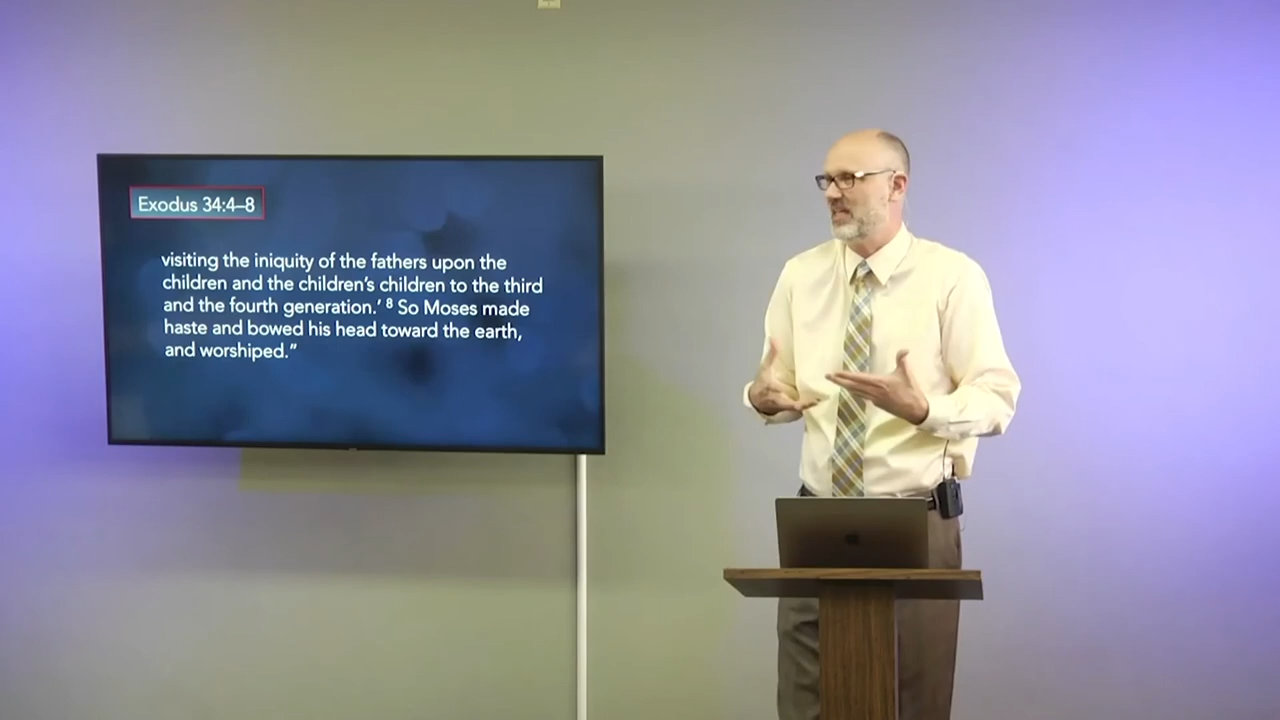 Exodus 34:4–8
visiting the iniquity of the fathers upon the
children and the children’s children to the third
and the fourth generation.’ ⁸ So Moses made
haste and bowed his head toward the earth,
and worshiped.”